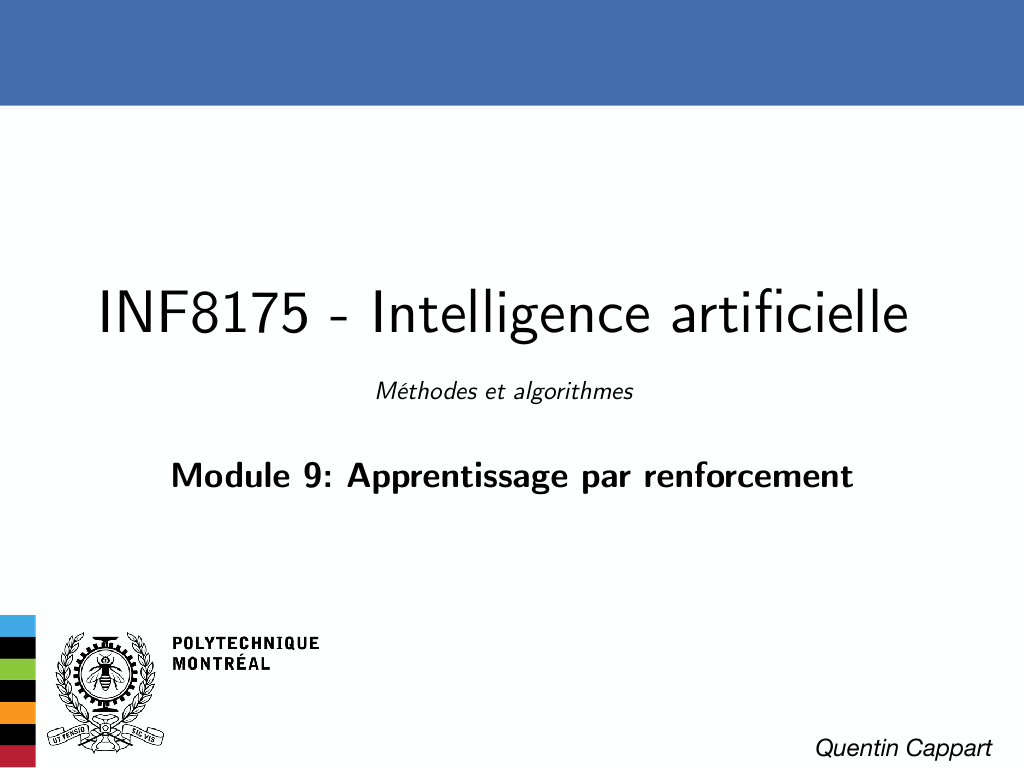 INF8175 - Intelligence artificielle
Méthodes et algorithmes
Module 9: Apprentissage par renforcement
POLYTECHNIQUE
MONTRÉAL
UT TENSIO SIC VIS
Quentin Cappart